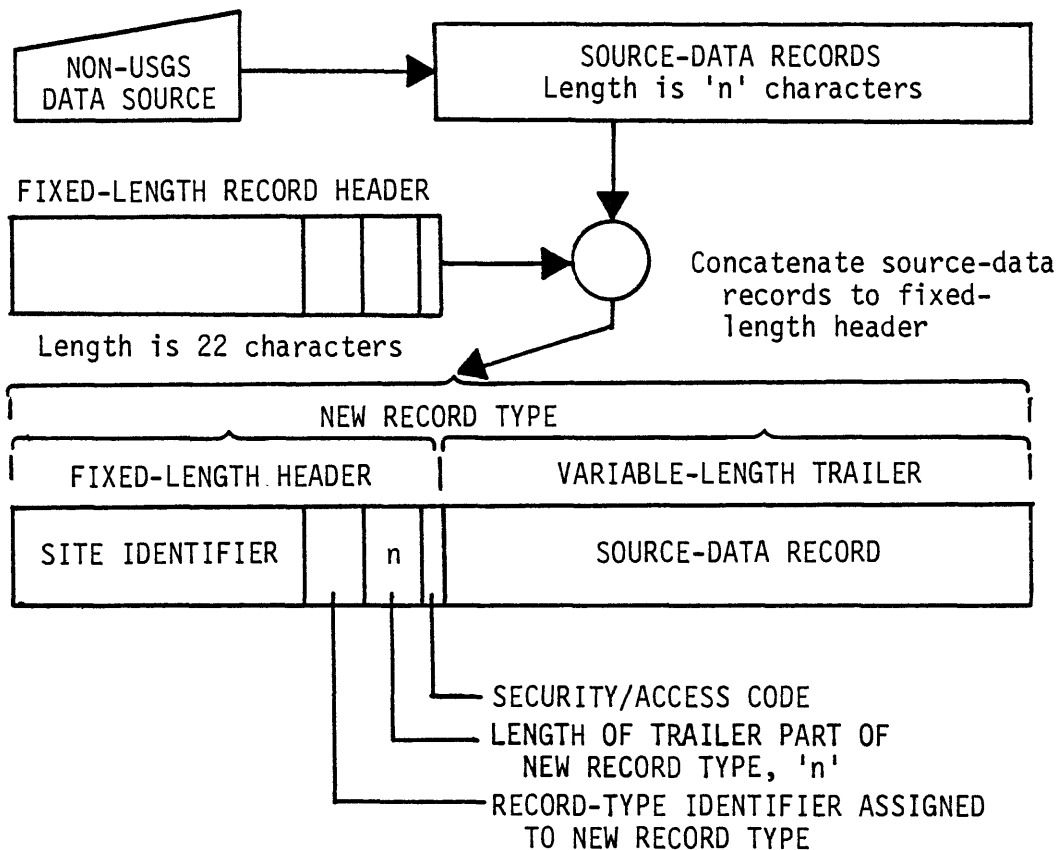 NON-USGS
DATA SOURCE
SOURCE-DATA RECORDS
Length is 'n' characters
FIXED-LENGTH RECORD HEADER
Length is 22 characters
Concatenate source-data
records to fixed-
length header
NEW RECORD TYPE
FIXED-LENGTH HEADER
VARIABLE-LENGTH TRAILER
SITE IDENTIFIER
n
SOURCE-DATA RECORD
SECURITY/ACCESS CODE
LENGTH OF TRAILER PART OF
NEW RECORD TYPE, 'n'
RECORD-TYPE IDENTIFIER ASSIGNED
TO NEW RECORD TYPE